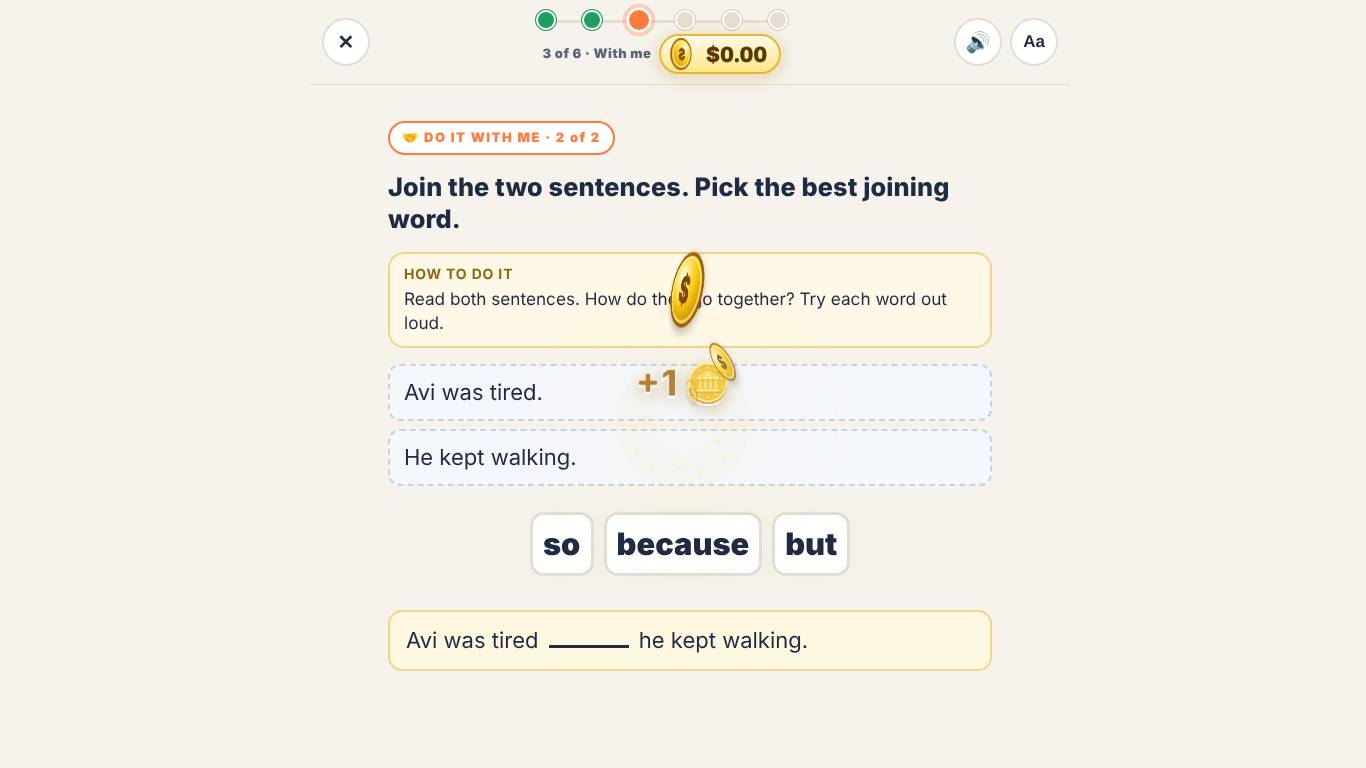 3 of 6 · With me
$0.00
Aa
DO IT WITH ME · 2 of 2
Join the two sentences. Pick the best joining
word.
HOW TO DO IT
Read both sentences. How do go together? Try each word out
loud.
+1
Avi was tired.
He kept walking.
so because but
Avi was tired ______ he kept walking.